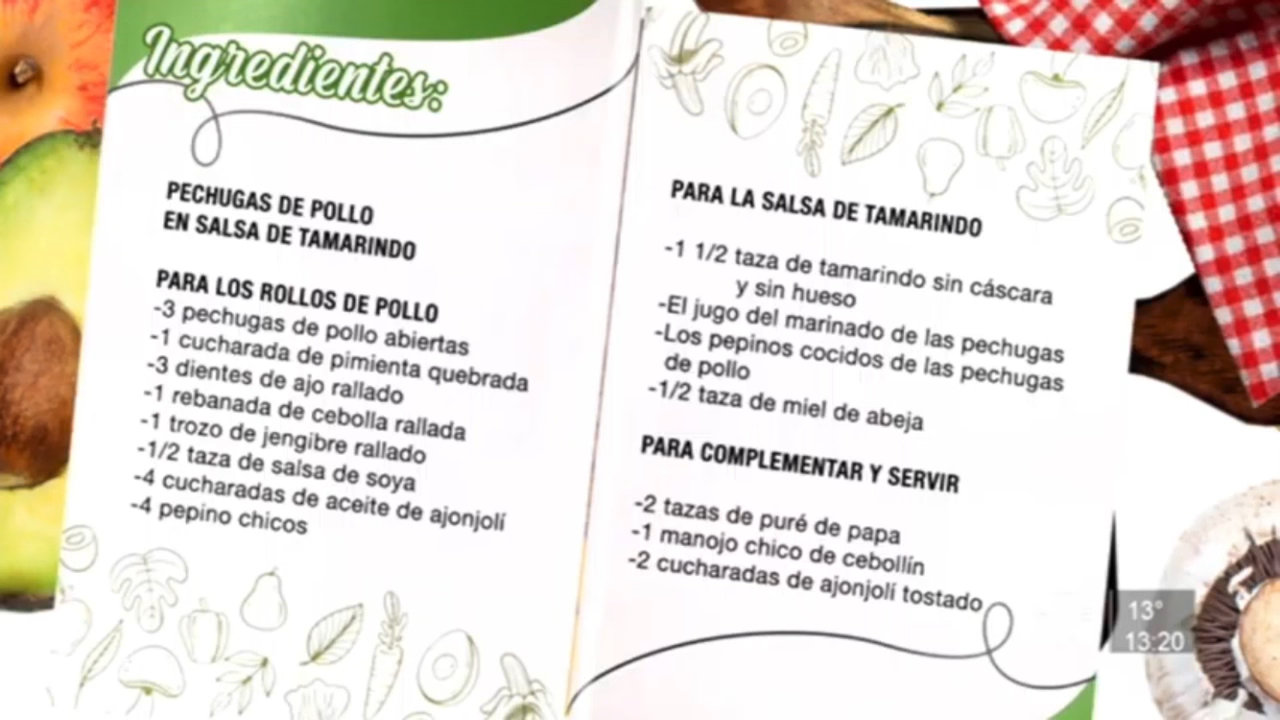 Ingredientes:
PECHUGAS DE POLLO
EN SALSA DE TAMARINDO
PARA LOS ROLLOS DE POLLO
-3 pechugas de pollo abiertas
-1 cucharada de pimienta quebrada
-3 dientes de ajo rallado
-1 rebanada de cebolla rallada
-1 trozo de jengibre rallado
-1/2 taza de salsa de soya
-4 cucharadas de aceite de ajonjolí
-4 pepino chicos
PARA LA SALSA DE TAMARINDO
-1 1/2 taza de tamarindo sin cáscara
y sin hueso
-El jugo del marinado de las pechugas
-Los pepinos cocidos de las pechugas
de pollo
-1/2 taza de miel de abeja
PARA COMPLEMENTAR Y SERVIR
-2 tazas de puré de papa
-1 manojo chico de cebollín
-2 cucharadas de ajonjolí tostado
13°
13:20